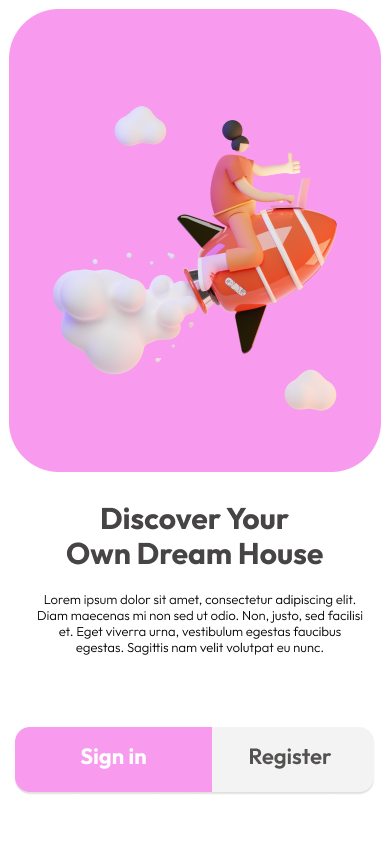 Discover Your
Own Dream House
Lorem ipsum dolor sit amet, consectetur adipiscing elit.
Diam maecenas mi non sed ut odio. Non, justo, sed facilisi
et. Eget viverra urna, vestibulum egestas faucibus
egestas. Sagittis nam velit volutpat eu nunc.
Sign in
Register